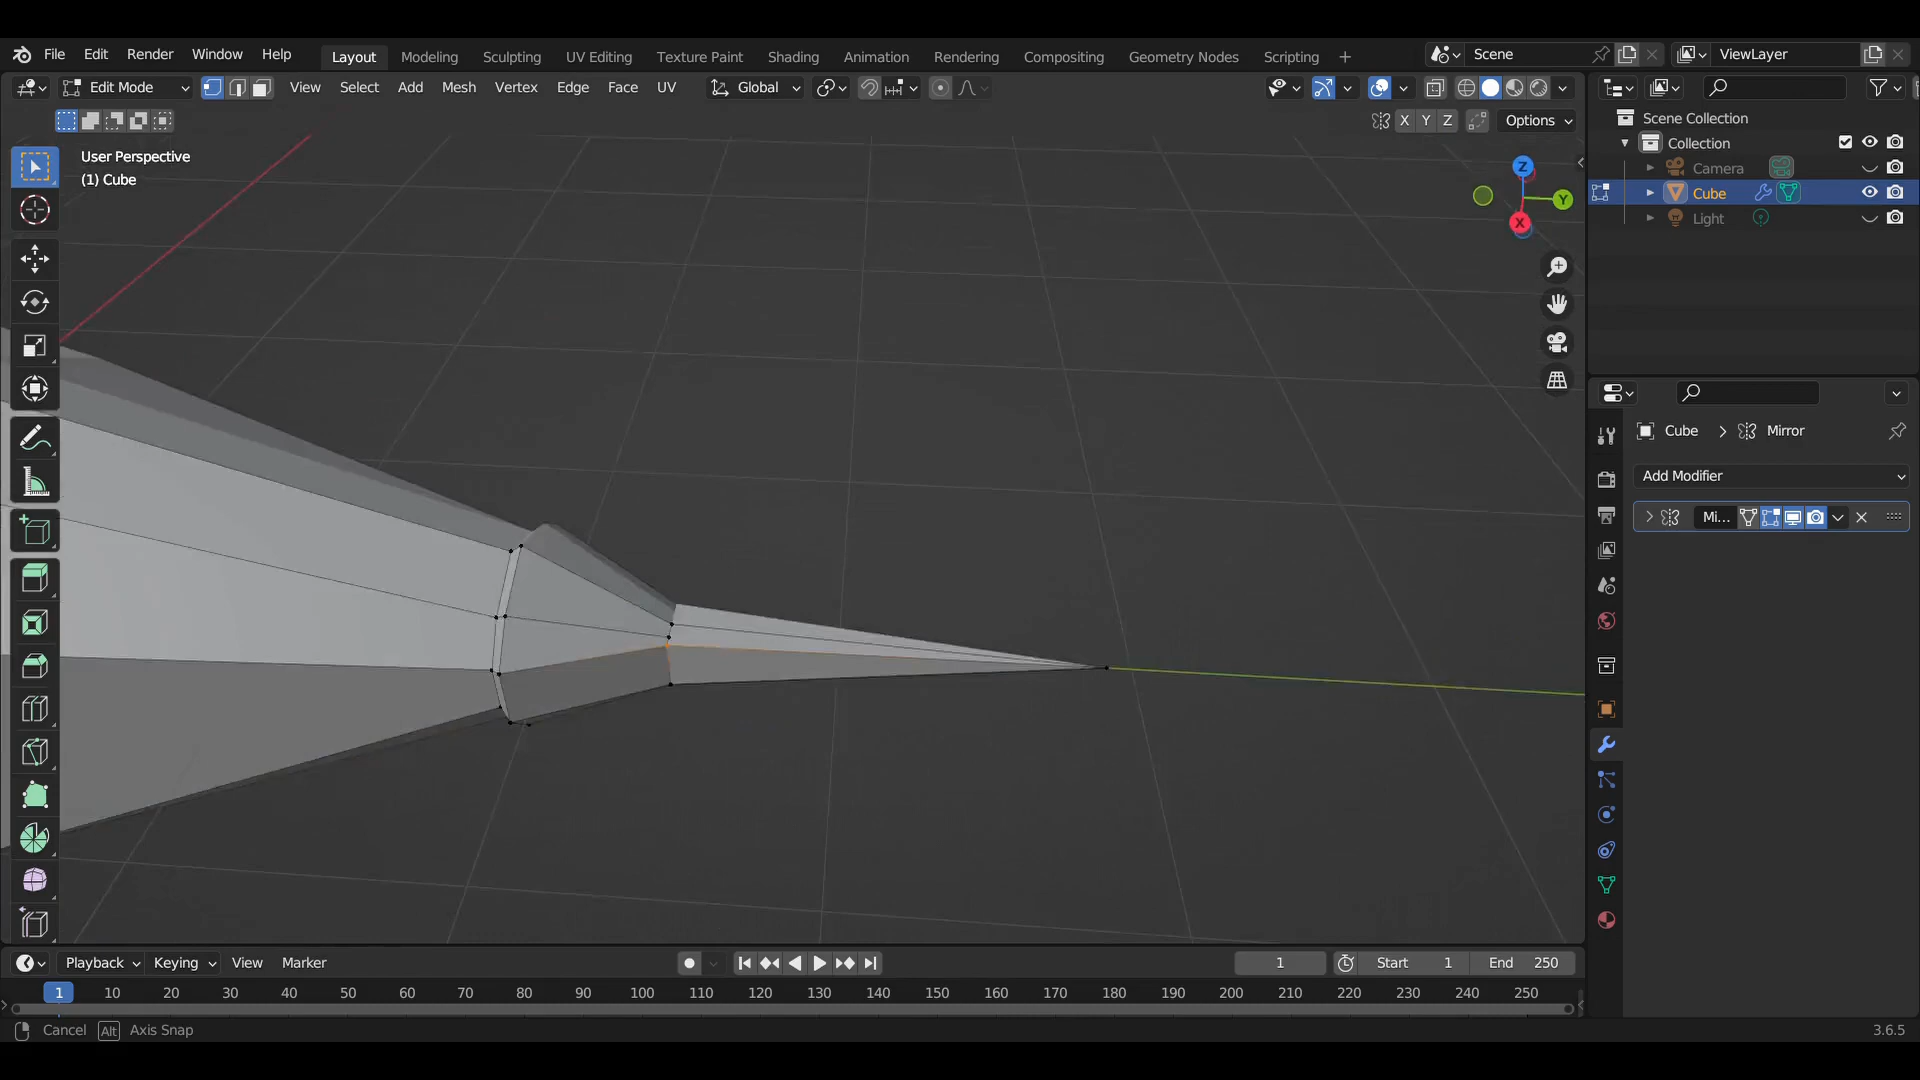 File Edit Render Window Help Layout Modeling Sculpting UV Editing Texture Paint Shading Animation Rendering Compositing Geometry Nodes Scripting + Scene ViewLayer
Edit Mode View Select Add Mesh Vertex Edge Face UV Global
X Y Z Options
User Perspective
(1) Cube
Z
Y
X
Scene Collection
Collection
Camera
Cube
Light
Cube > Mirror
Add Modifier
Mi...
Playback Keying View Marker 1 Start 1 End 250
1 10 20 30 40 50 60 70 80 90 100 110 120 130 140 150 160 170 180 190 200 210 220 230 240 250
Cancel Alt Axis Snap 3.6.5